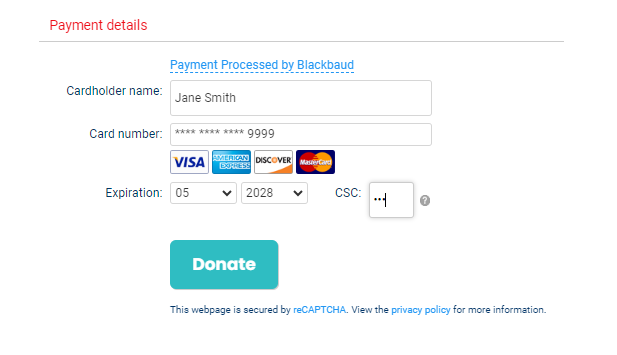 Payment details
Payment Processed by Blackbaud
Cardholder name: Jane Smith
Card number: **** **** **** 9999
VISA AMERICAN EXPRESS DISCOVER MasterCard
Expiration: 05 2028 CSC: ••• ?
Donate
This webpage is secured by reCAPTCHA. View the privacy policy for more information.